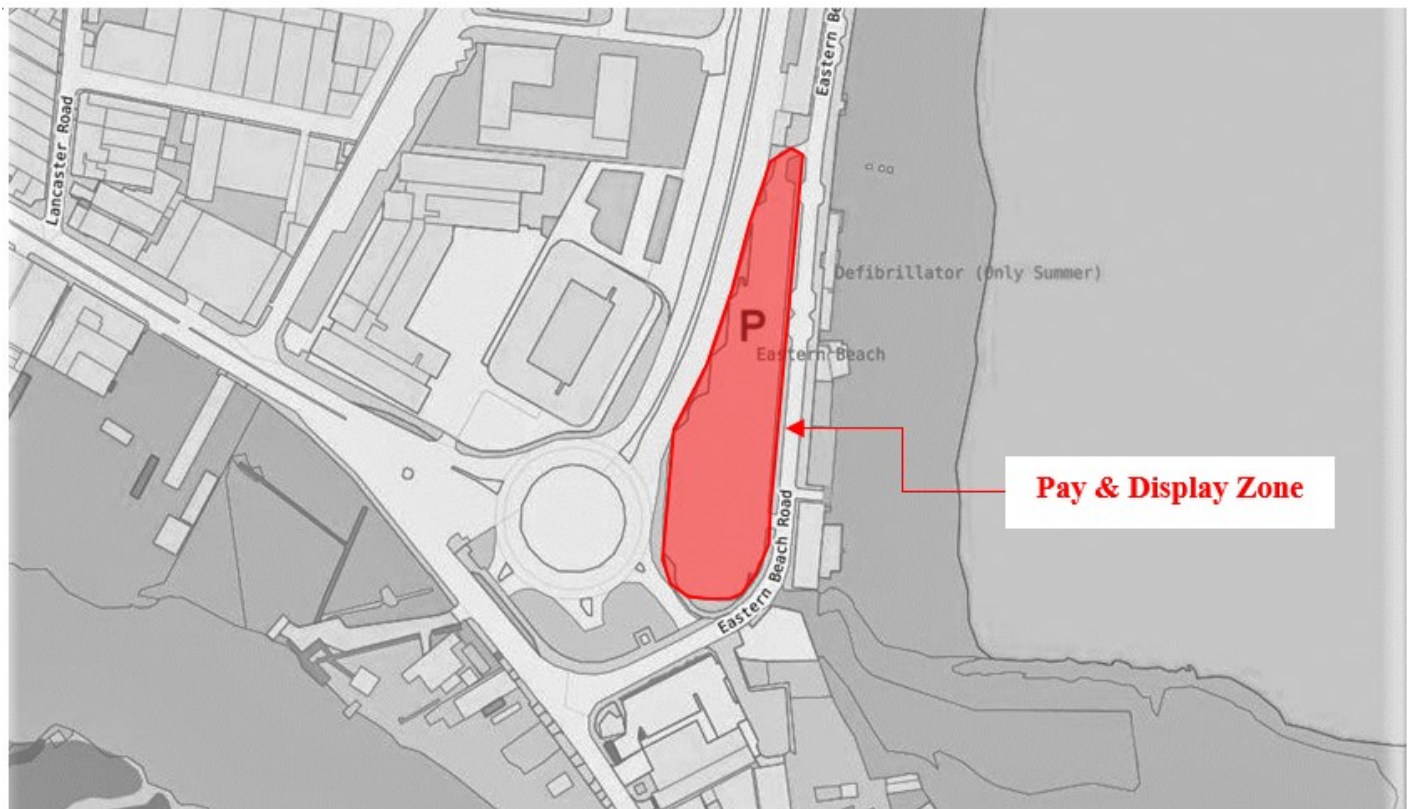 Eastern Be
Lancaster Road
Defibrillator (Only Summer)
P
Eastern Beach
Pay & Display Zone
Eastern Beach Road